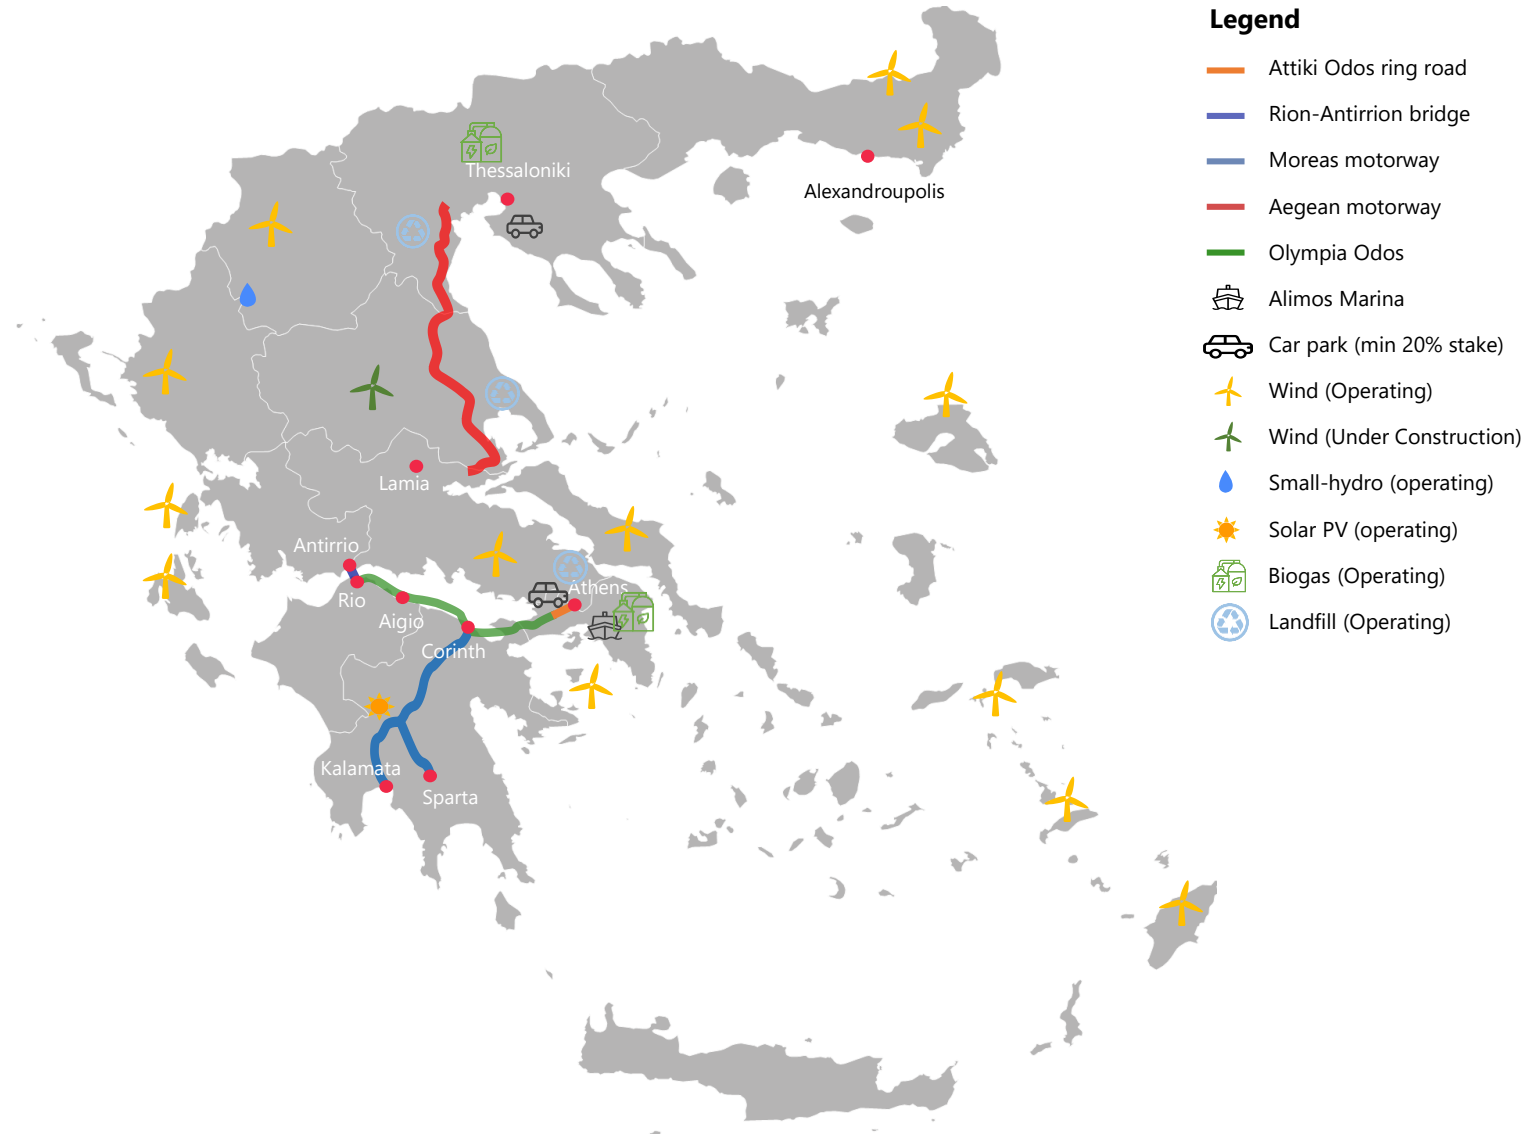 Legend
Attiki Odos ring road
Rion-Antirrion bridge
Moreas motorway
Aegean motorway
Olympia Odos
Alimos Marina
Car park (min 20% stake)
Wind (Operating)
Wind (Under Construction)
Small-hydro (operating)
Solar PV (operating)
Biogas (Operating)
Landfill (Operating)
Thessaloniki
Alexandroupolis
Lamia
Antirrio
Rio
Athens
Aigio
Corinth
Kalamata
Sparta